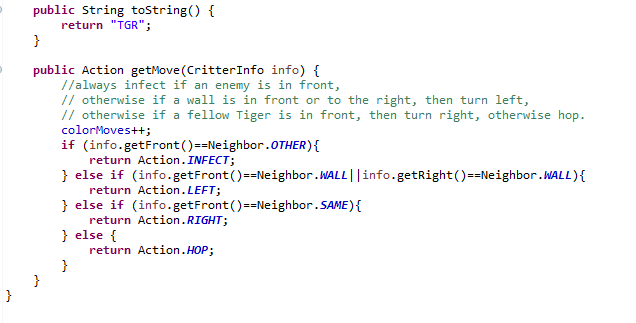 public String toString() {
return "TGR";
}
public Action getMove(CritterInfo info) {
//always infect if an enemy is in front,
// otherwise if a wall is in front or to the right, then turn left,
// otherwise if a fellow Tiger is in front, then turn right, otherwise hop.
colorMoves++;
if (info.getFront()==Neighbor.OTHER){
return Action.INFECT;
} else if (info.getFront()==Neighbor.WALL||info.getRight()==Neighbor.WALL){
return Action.LEFT;
} else if (info.getFront()==Neighbor.SAME){
return Action.RIGHT;
} else {
return Action.HOP;
}
}
}